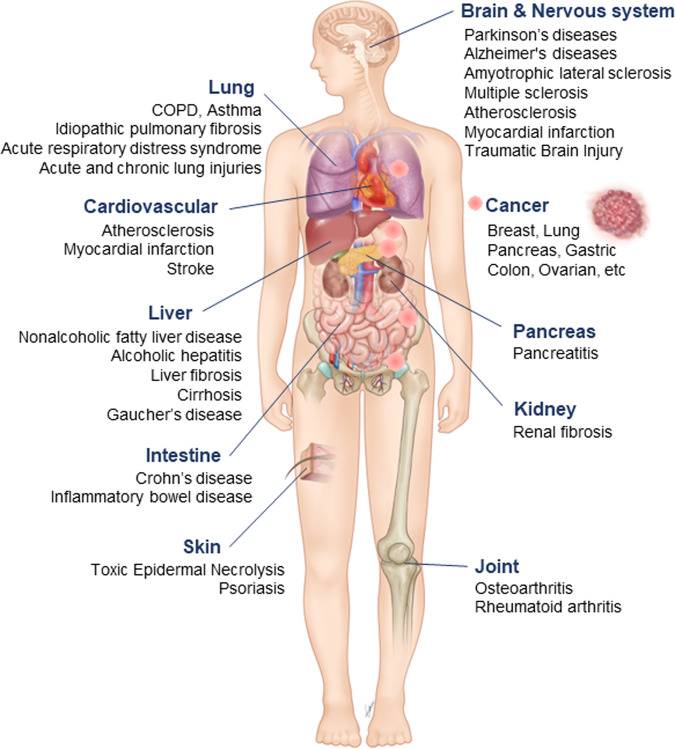 Brain & Nervous system
Parkinson's diseases
Alzheimer's diseases
Amyotrophic lateral sclerosis
Multiple sclerosis
Atherosclerosis
Myocardial infarction
Traumatic Brain Injury
Lung
COPD, Asthma
Idiopathic pulmonary fibrosis
Acute respiratory distress syndrome
Acute and chronic lung injuries
Cardiovascular
Atherosclerosis
Myocardial infarction
Stroke
Cancer
Breast, Lung
Pancreas, Gastric
Colon, Ovarian, etc
Liver
Nonalcoholic fatty liver disease
Alcoholic hepatitis
Liver fibrosis
Cirrhosis
Gaucher's disease
Pancreas
Pancreatitis
Kidney
Renal fibrosis
Intestine
Crohn's disease
Inflammatory bowel disease
Skin
Toxic Epidermal Necrolysis
Psoriasis
Joint
Osteoarthritis
Rheumatoid arthritis